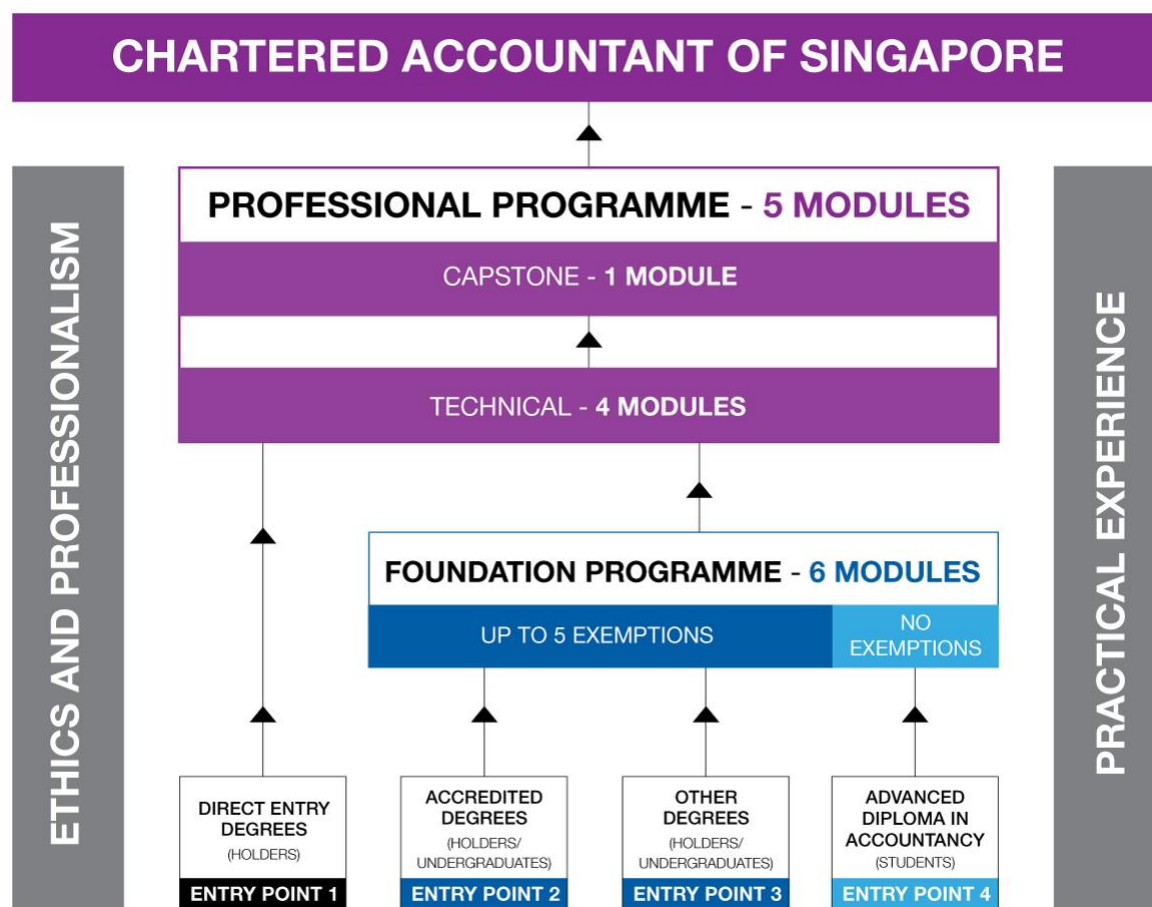 CHARTERED ACCOUNTANT OF SINGAPORE
ETHICS AND PROFESSIONALISM
PROFESSIONAL PROGRAMME - 5 MODULES
CAPSTONE - 1 MODULE
TECHNICAL - 4 MODULES
FOUNDATION PROGRAMME - 6 MODULES
UP TO 5 EXEMPTIONS
NO
EXEMPTIONS
DIRECT ENTRY
DEGREES
(HOLDERS)
ENTRY POINT 1
ACCREDITED
DEGREES
(HOLDERS/
UNDERGRADUATES)
ENTRY POINT 2
OTHER
DEGREES
(HOLDERS/
UNDERGRADUATES)
ENTRY POINT 3
ADVANCED
DIPLOMA IN
ACCOUNTANCY
(STUDENTS)
ENTRY POINT 4
PRACTICAL EXPERIENCE